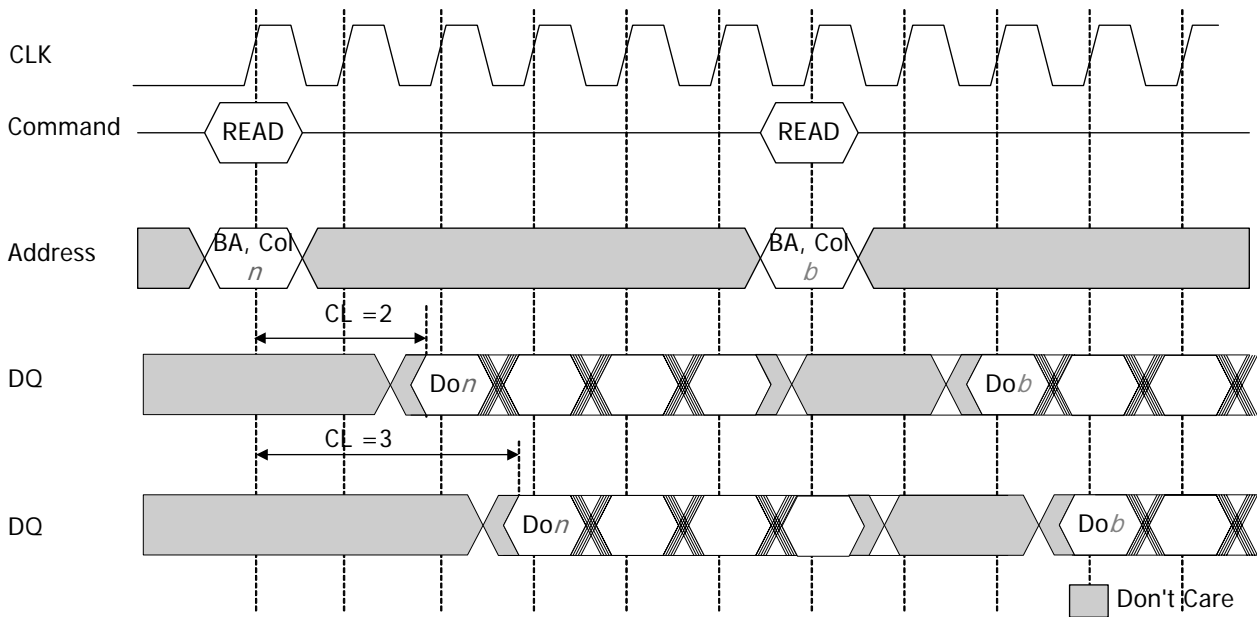 CLK
Command
READ
READ
Address
BA, Col
n
BA, Col
b
CL =2
DQ
Don
Dob
CL =3
DQ
Don
Dob
Don't Care